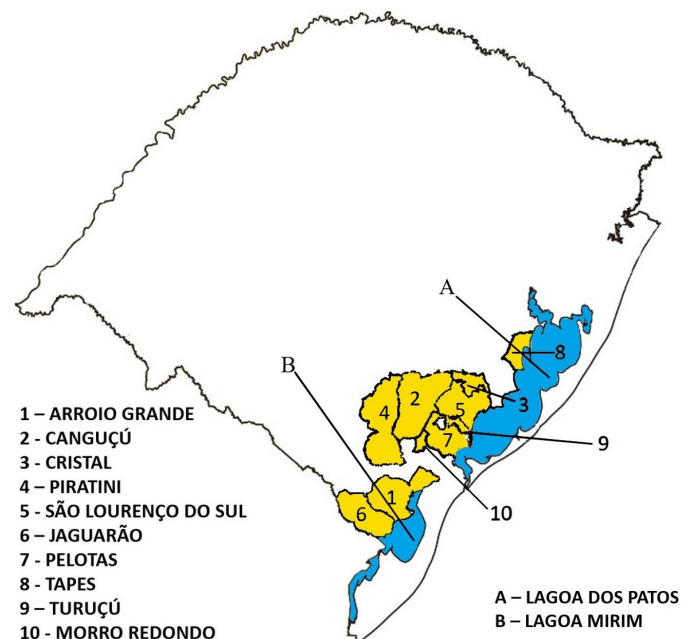 A
8
B
2
4
5
3
7
9
10
1
6
1 – ARROIO GRANDE
2 - CANGUÇÚ
3 - CRISTAL
4 – PIRATINI
5 - SÃO LOURENÇO DO SUL
6 – JAGUARÃO
7 - PELOTAS
8 - TAPES
9 – TURUÇÚ
10 - MORRO REDONDO
A – LAGOA DOS PATOS
B – LAGOA MIRIM